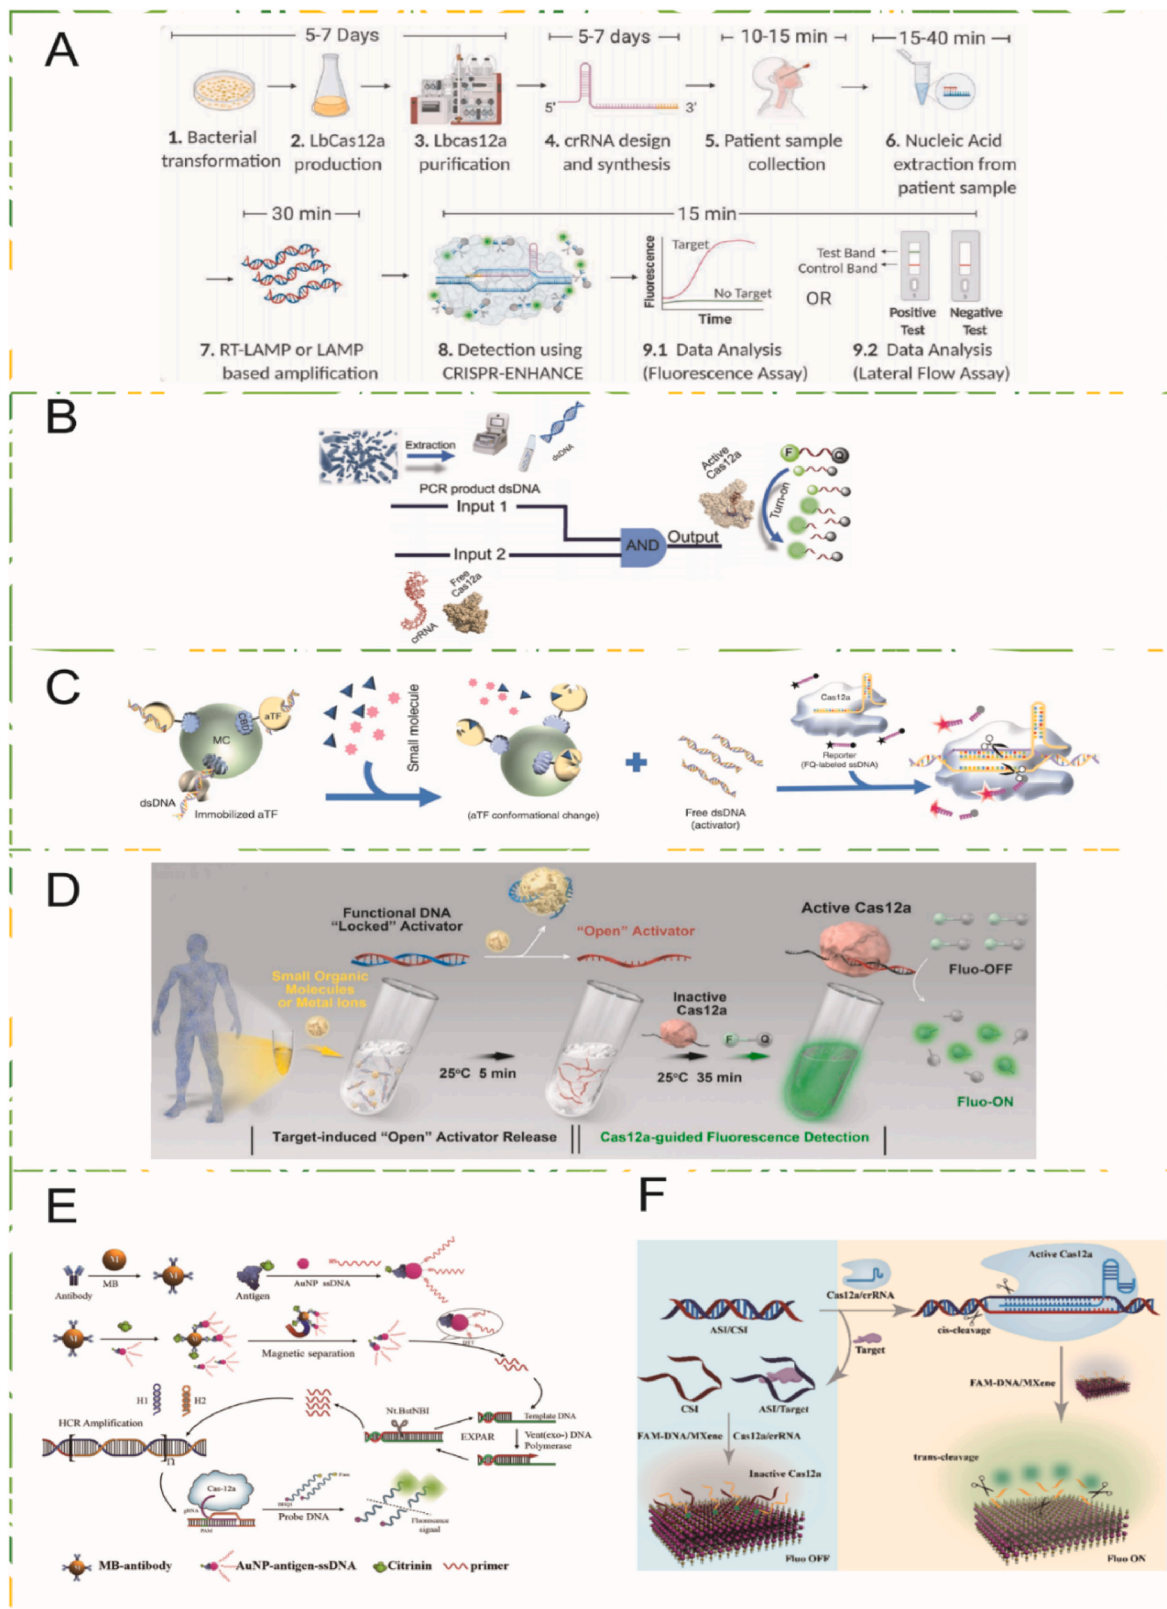 A
5-7 Days
5-7 days
10-15 min
15-40 min
5'
3'
1. Bacterial
transformation
2. LbCas12a
production
3. Lbcas12a
purification
4. crRNA design
and synthesis
5. Patient sample
collection
6. Nucleic Acid
extraction from
patient sample
30 min
15 min
Fluorescence
Target
No Target
Time
OR
Test Band
Control Band
Positive
Test
Negative
Test
7. RT-LAMP or LAMP
based amplification
8. Detection using
CRISPR-ENHANCE
9.1 Data Analysis
(Fluorescence Assay)
9.2 Data Analysis
(Lateral Flow Assay)
B
Extraction
dsDNA
PCR product dsDNA
Input 1
Input 2
AND
Output
Active
Cas12a
F
Q
Turn-on
Free
Cas12a
crRNA
C
CBD
aTF
MC
dsDNA
Immobilized aTF
Small molecule
(aTF conformational change)
Free dsDNA
(activator)
Cas12a
Reporter
(FQ-labeled ssDNA)
D
Functional DNA
"Locked" Activator
"Open" Activator
Active Cas12a
Fluo-OFF
Small Organic
Molecules
or Metal Ions
Inactive
Cas12a
F
Q
25°C 5 min
25°C 35 min
Fluo-ON
Target-induced "Open" Activator Release
Cas12a-guided Fluorescence Detection
E
M
Antibody
MB
M
Antigen
AuNP ssDNA
M
Magnetic separation
DTT
H1
H2
HCR Amplification
n
Nt.BstNBI
EXPAR
Template DNA
Vent(exo-) DNA
Polymerase
Cas-12a
gRNA
PAM
Probe DNA
Fluorescence
signal
MB-antibody
AuNP-antigen-ssDNA
Citrinin
primer
F
Active Cas12a
Cas12a/crRNA
ASI/CSI
cis-cleavage
Target
CSI
ASI/Target
FAM-DNA/MXene
FAM-DNA/MXene
Cas12a/crRNA
trans-cleavage
Inactive Cas12a
Fluo OFF
Fluo ON